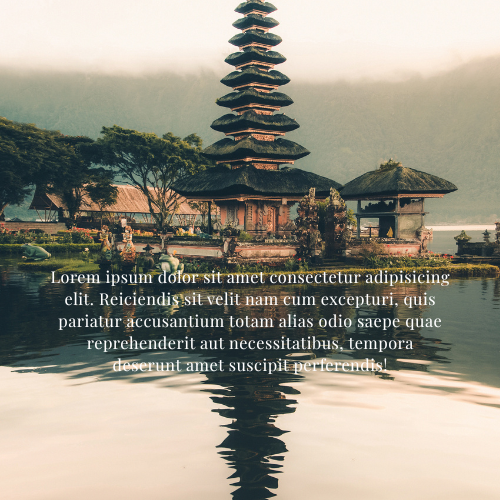 Lorem ipsum dolor sit amet consectetur adipisicing
elit. Reiciendis sit velit nam cum excepturi, quis
pariatur accusantium totam alias odio saepe quae
reprehenderit aut necessitatibus, tempora
deserunt amet suscipit perferendis!